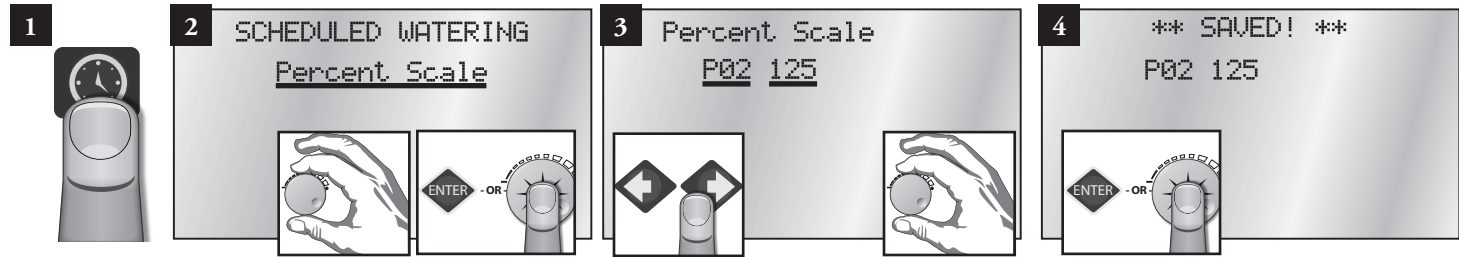 1
2
SCHEDULED WATERING
Percent Scale
ENTER - OR -
3
Percent Scale
P02 125
4
** SAVED! **
P02 125
ENTER - OR -